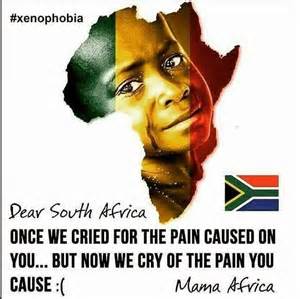 #xenophobia
Dear South Africa
ONCE WE CRIED FOR THE PAIN CAUSED ON
YOU... BUT NOW WE CRY OF THE PAIN YOU
CAUSE :( Mama Africa